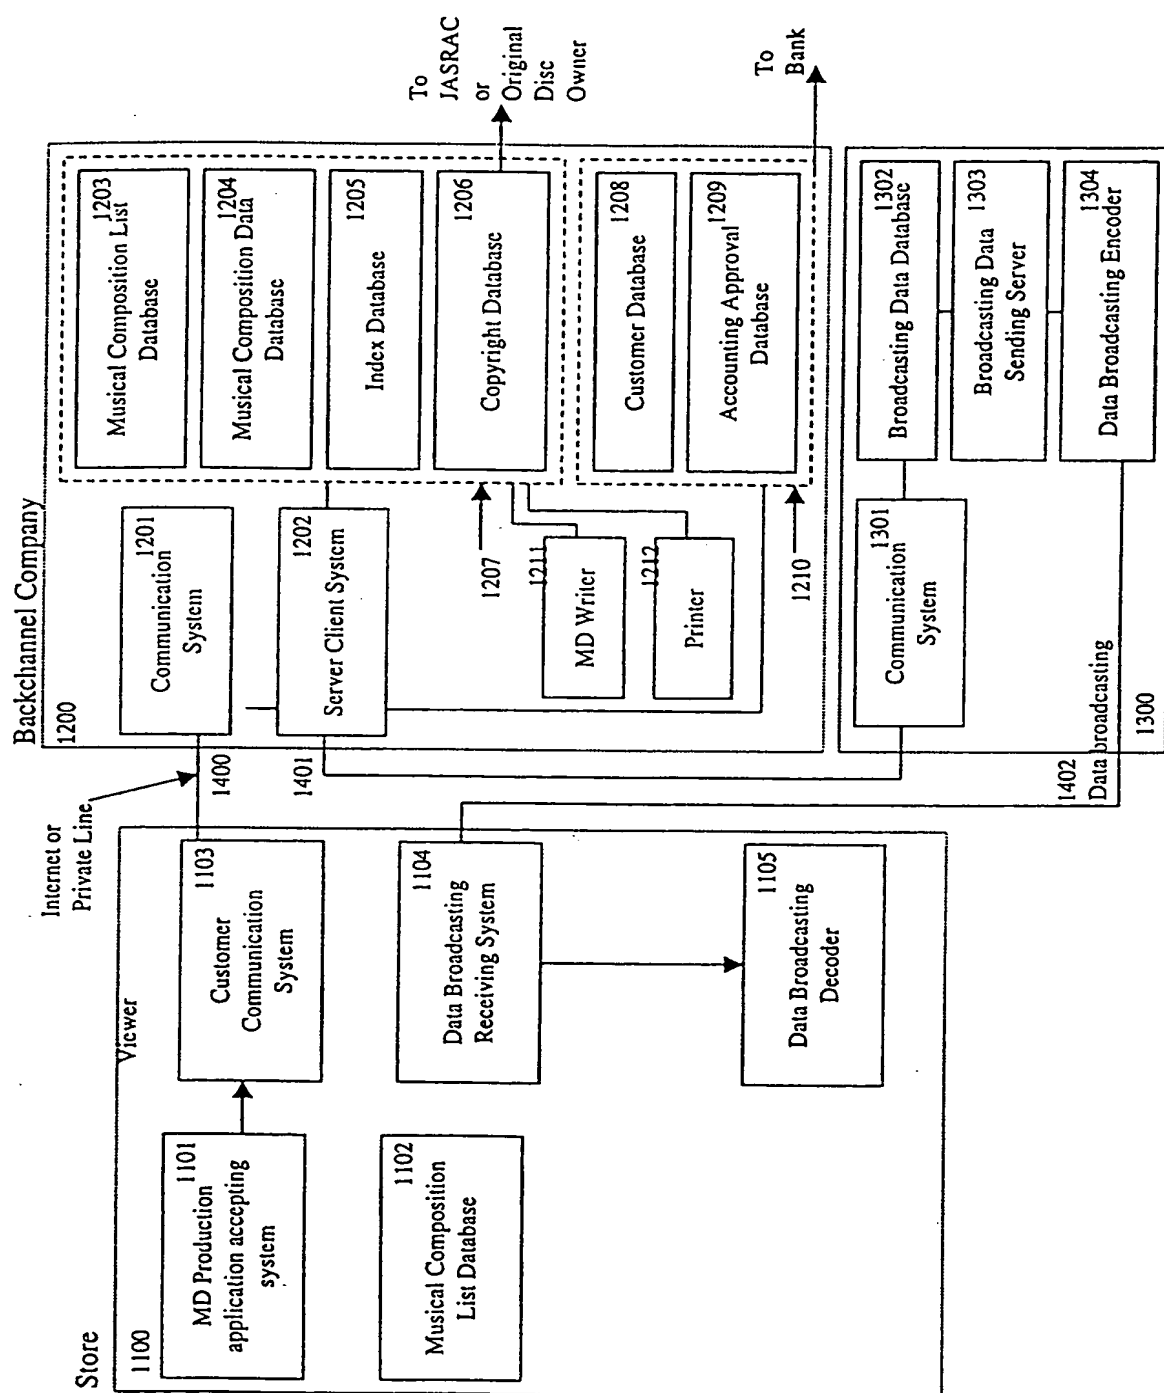 Store
1100
Viewer
1101
MD Production
application accepting
system
1102
Musical Composition
List Database
1103
Customer
Communication
System
1104
Data Broadcasting
Receiving System
1105
Data Broadcasting
Decoder
Internet or
Private Line
1400
1401
1402
Data broadcasting
Backchannel Company
1200
1201
Communication
System
1202
Server Client System
1203
Musical Composition List
Database
1204
Musical Composition Data
Database
1205
Index Database
1206
Copyright Database
1207
To
JASRAC
or
Original
Disc
Owner
1208
Customer Database
1209
Accounting Approval
Database
1210
To
Bank
1211
MD Writer
1212
Printer
1300
1301
Communication
System
1302
Broadcasting Data Database
1303
Broadcasting Data
Sending Server
1304
Data Broadcasting Encoder